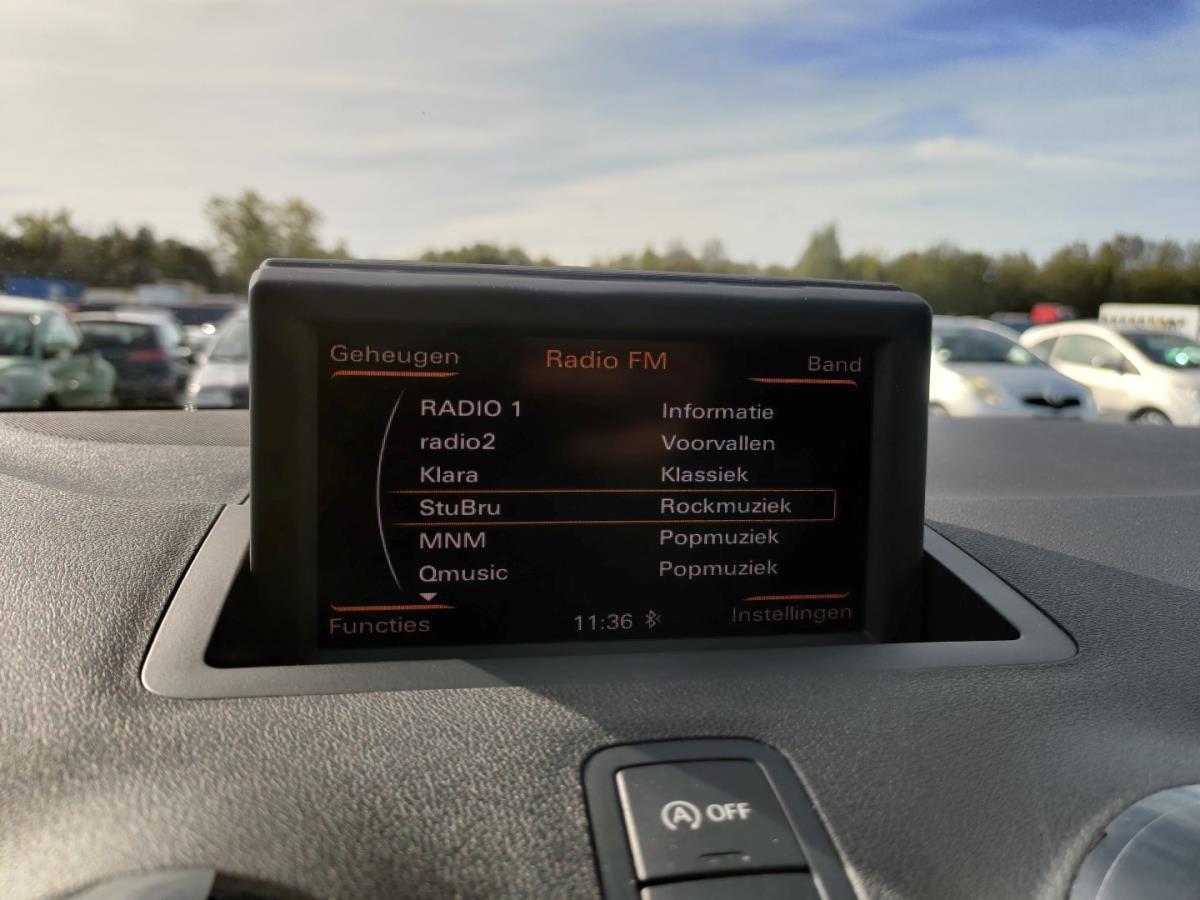 Geheugen Radio FM Band
RADIO 1 Informatie
radio2 Voorvallen
Klara Klassiek
StuBru Rockmuziek
MNM Popmuziek
Qmusic Popmuziek
Functies 11:36 Instellingen
A OFF